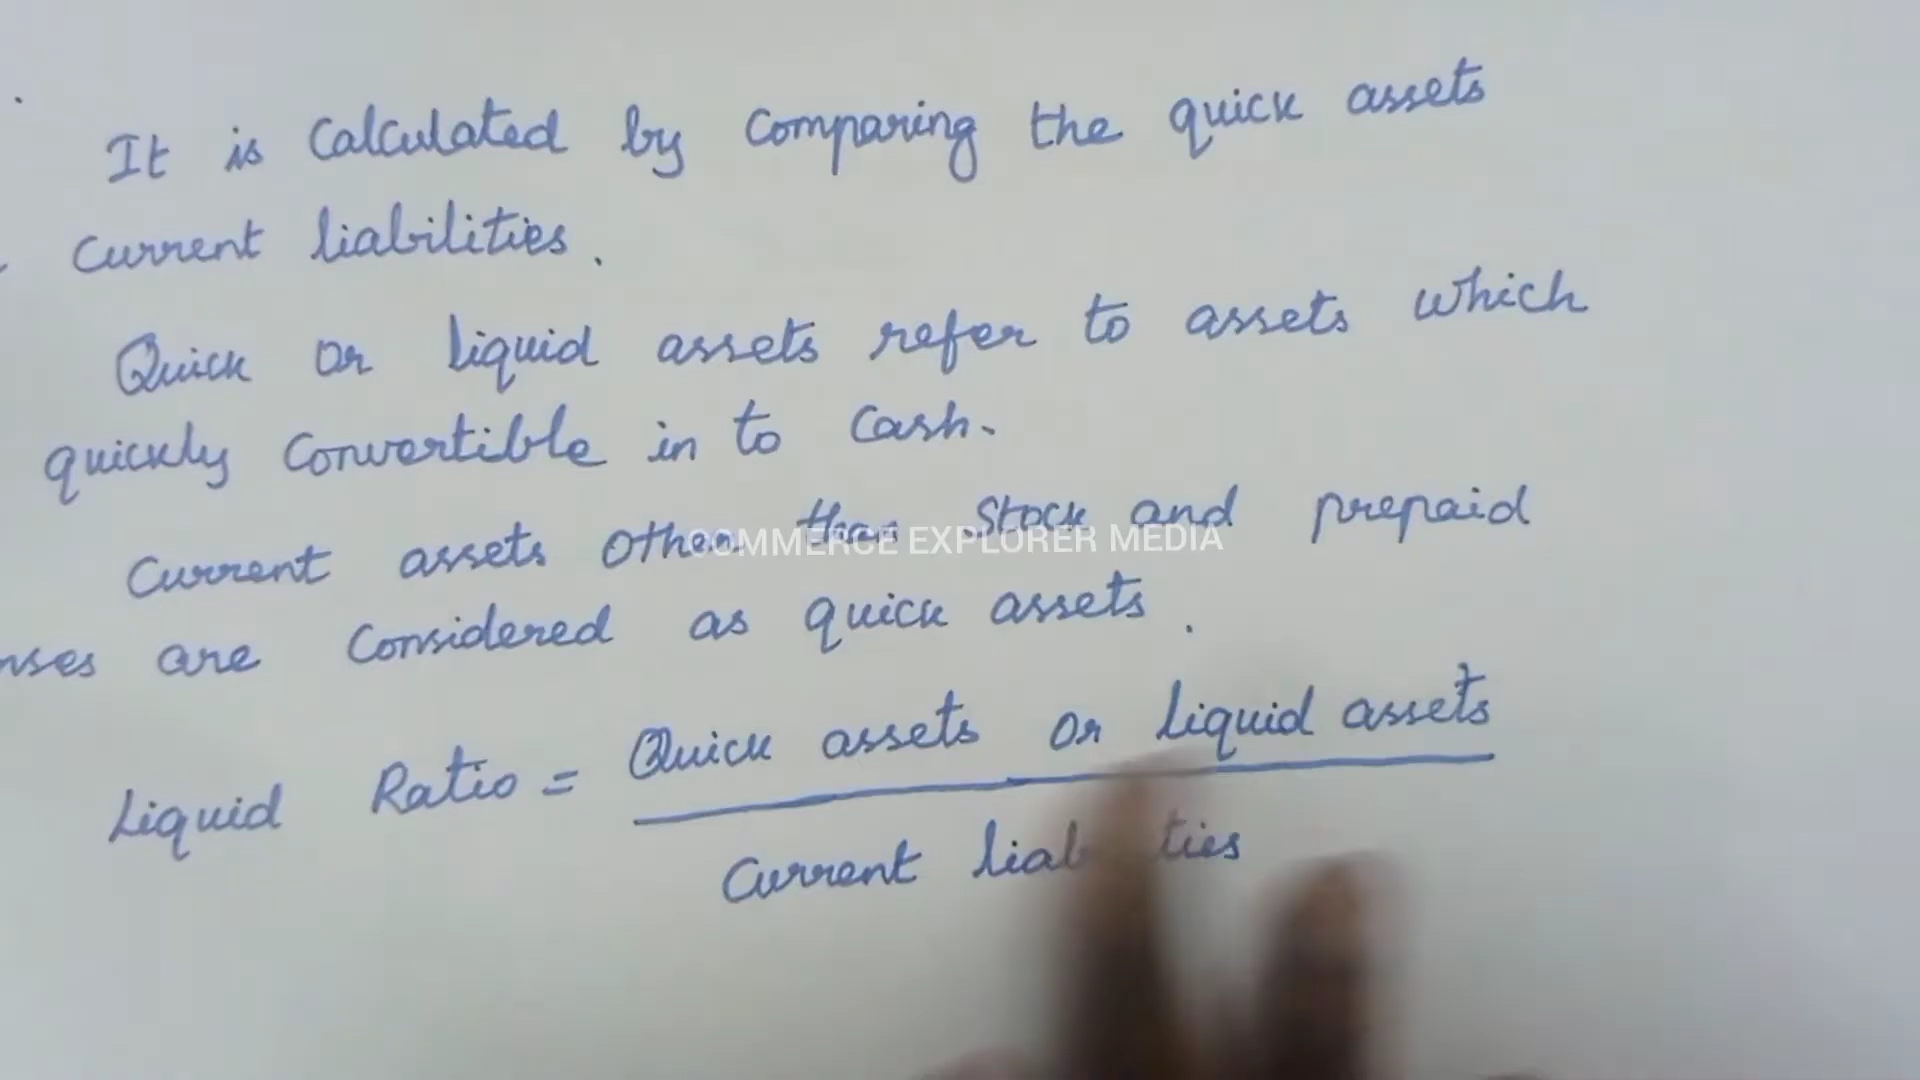 It is Calculated by Comparing the quick assets
Current liabilities.
Quick or liquid assets refer to assets which
quickly Convertible in to Cash.
Current assets Other than Stock and prepaid
COMMERCE EXPLORER MEDIA
nses are Considered as quick assets.
Liquid Ratio = Quick assets or Liquid assets
Current